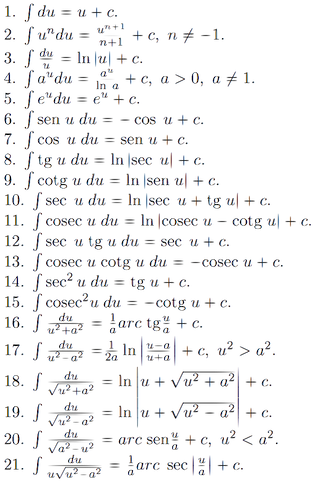 1. ∫ du = u + c.
2. ∫ uⁿdu = uⁿ⁺¹/n+1 + c, n ≠ −1.
3. ∫ du/u = ln |u| + c.
4. ∫ aᵘdu = aᵘ/ln a + c, a > 0, a ≠ 1.
5. ∫ eᵘdu = eᵘ + c.
6. ∫ sen u du = − cos u + c.
7. ∫ cos u du = sen u + c.
8. ∫ tg u du = ln |sec u| + c.
9. ∫ cotg u du = ln |sen u| + c.
10. ∫ sec u du = ln |sec u + tg u| + c.
11. ∫ cosec u du = ln |cosec u − cotg u| + c.
12. ∫ sec u tg u du = sec u + c.
13. ∫ cosec u cotg u du = −cosec u + c.
14. ∫ sec² u du = tg u + c.
15. ∫ cosec²u du = −cotg u + c.
16. ∫ du/u²+a² = 1/a arc tg u/a + c.
17. ∫ du/u²−a² = 1/2a ln |u−a/u+a| + c, u² > a².
18. ∫ du/√u²+a² = ln |u + √u² + a²| + c.
19. ∫ du/√u²−a² = ln |u + √u² − a²| + c.
20. ∫ du/√a²−u² = arc sen u/a + c, u² < a².
21. ∫ du/u√u²−a² = 1/a arc sec |u/a| + c.